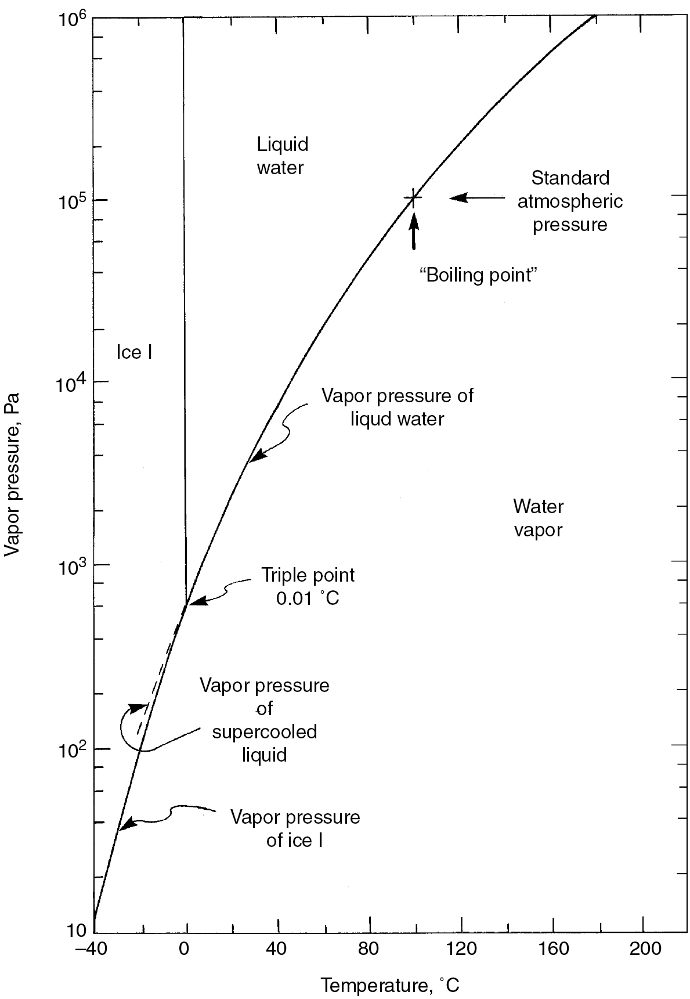 10⁶
Liquid
water
Standard
atmospheric
pressure
10⁵
“Boiling point”
Ice I
10⁴
Vapor pressure of
liqud water
Vapor pressure, Pa
Water
vapor
10³
Triple point
0.01 ˚C
Vapor pressure
of
supercooled
liquid
10²
Vapor pressure
of ice I
10
–40 0 40 80 120 160 200
Temperature, ˚C